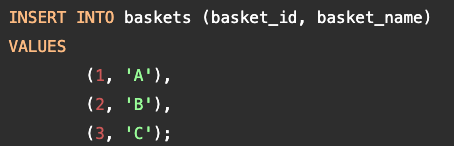 INSERT INTO baskets (basket_id, basket_name)
VALUES
(1, 'A'),
(2, 'B'),
(3, 'C');